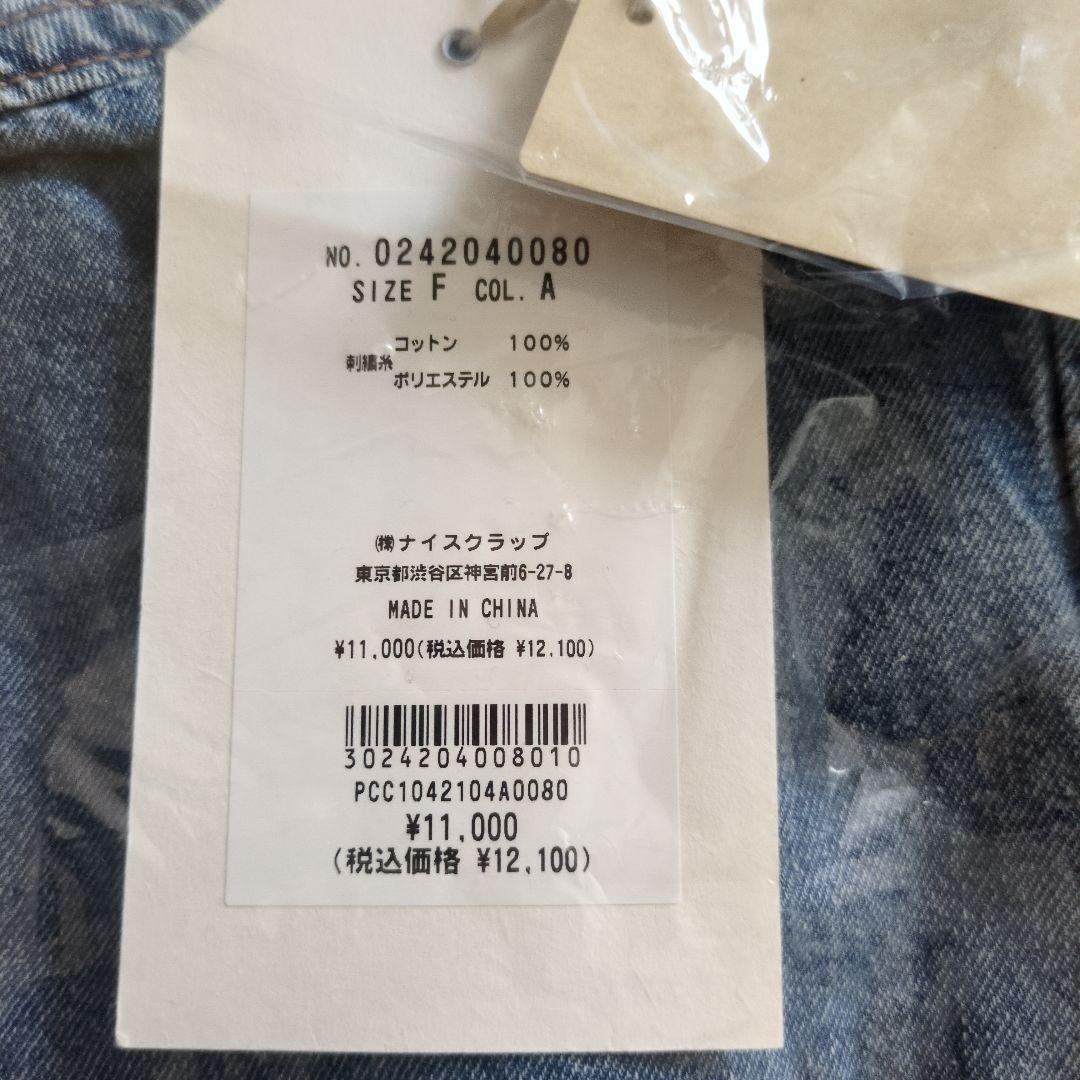 NO. 0242040080
SIZE F COL. A
コットン 100%
刺繍糸
ポリエステル 100%
㈱ナイスクラップ
東京都渋谷区神宮前6-27-8
MADE IN CHINA
¥11,000(税込価格 ¥12,100)
3024204008010
PCC1042104A0080
¥11,000
(税込価格 ¥12,100)